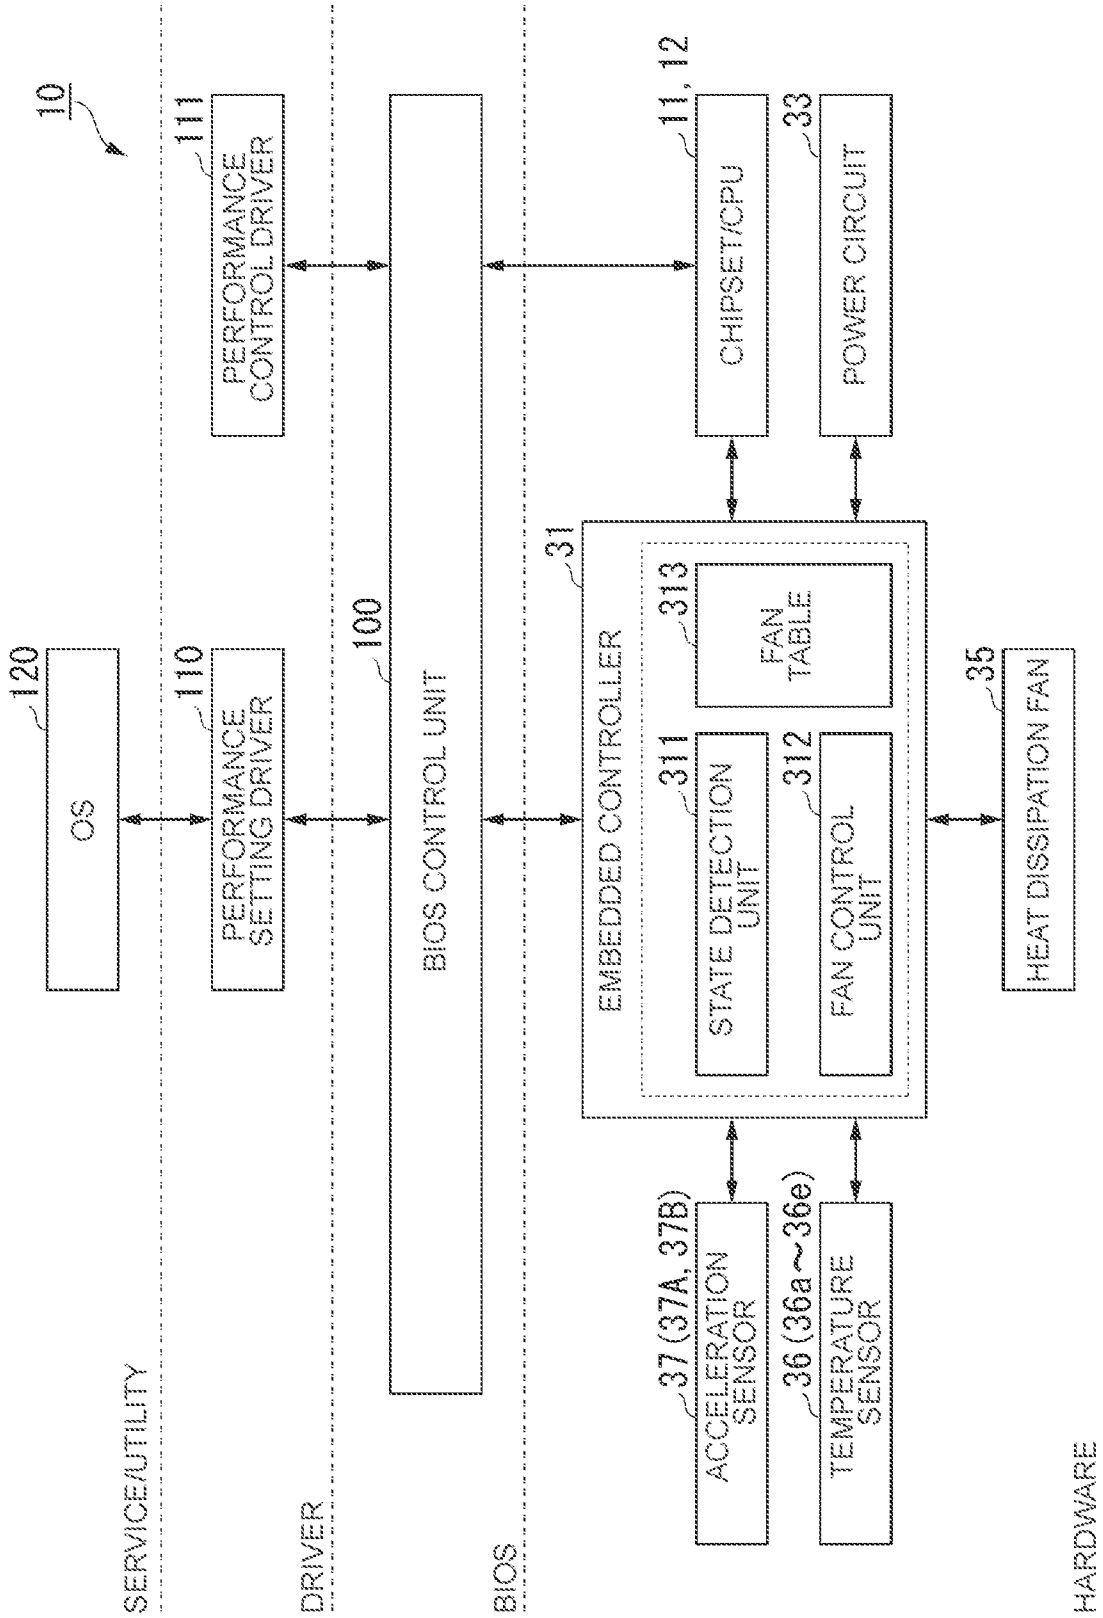 10
120
OS
SERVICE/UTILITY
110
PERFORMANCE
SETTING DRIVER
111
PERFORMANCE
CONTROL DRIVER
DRIVER
100
BIOS CONTROL UNIT
BIOS
31
EMBEDDED CONTROLLER
37 (37A, 37B)
ACCELERATION
SENSOR
36 (36a~36e)
TEMPERATURE
SENSOR
311
STATE DETECTION
UNIT
312
FAN CONTROL
UNIT
313
FAN
TABLE
11, 12
CHIPSET/CPU
33
POWER CIRCUIT
35
HEAT DISSIPATION FAN
HARDWARE